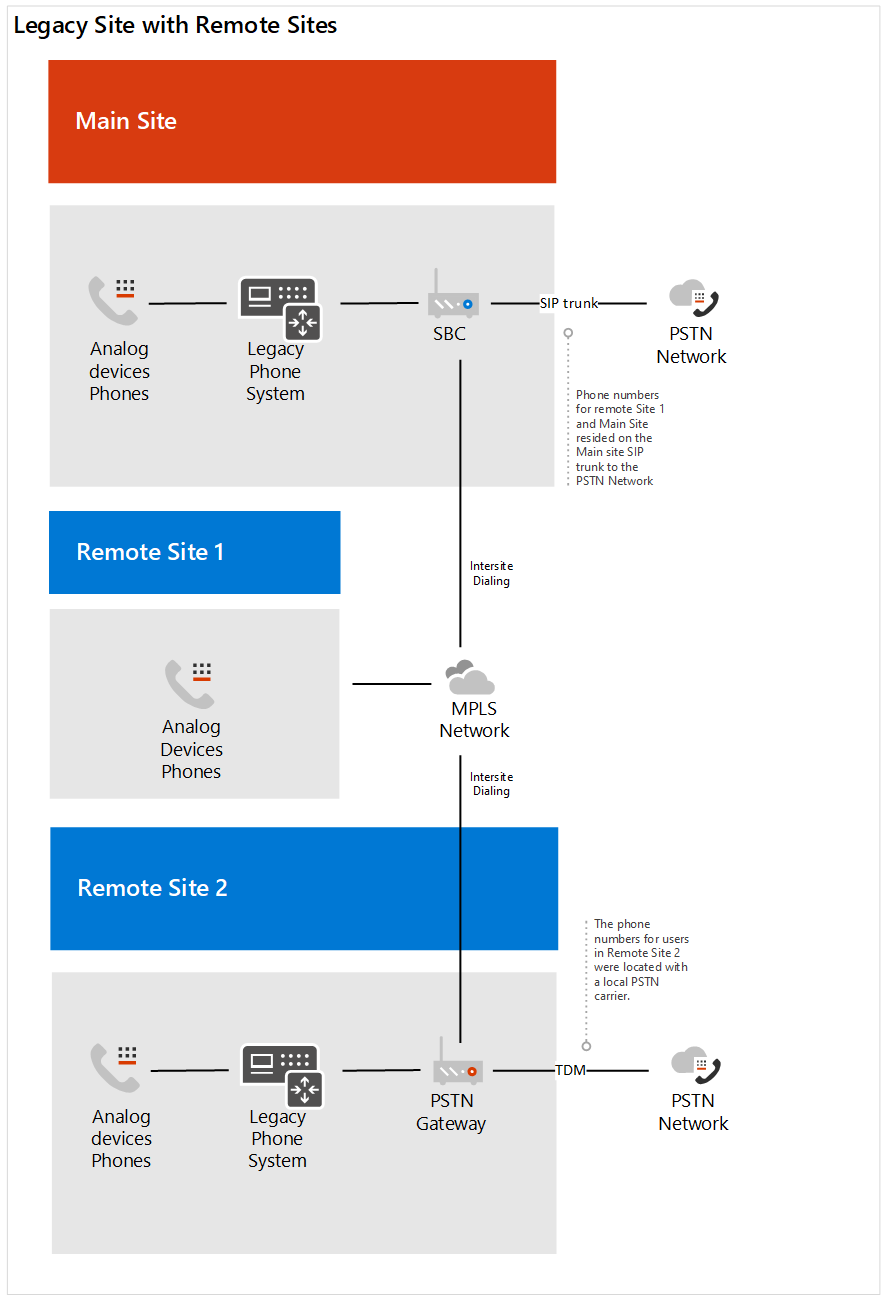 Legacy Site with Remote Sites
Main Site
SIP trunk
Analog
devices
Phones
Legacy
Phone
System
SBC
PSTN
Network
Phone numbers
for remote Site 1
and Main Site
resided on the
Main site SIP
trunk to the
PSTN Network
Remote Site 1
Intersite
Dialing
Analog
Devices
Phones
MPLS
Network
Intersite
Dialing
Remote Site 2
The phone
numbers for users
in Remote Site 2
were located with
a local PSTN
carrier.
TDM
Analog
devices
Phones
Legacy
Phone
System
PSTN
Gateway
PSTN
Network